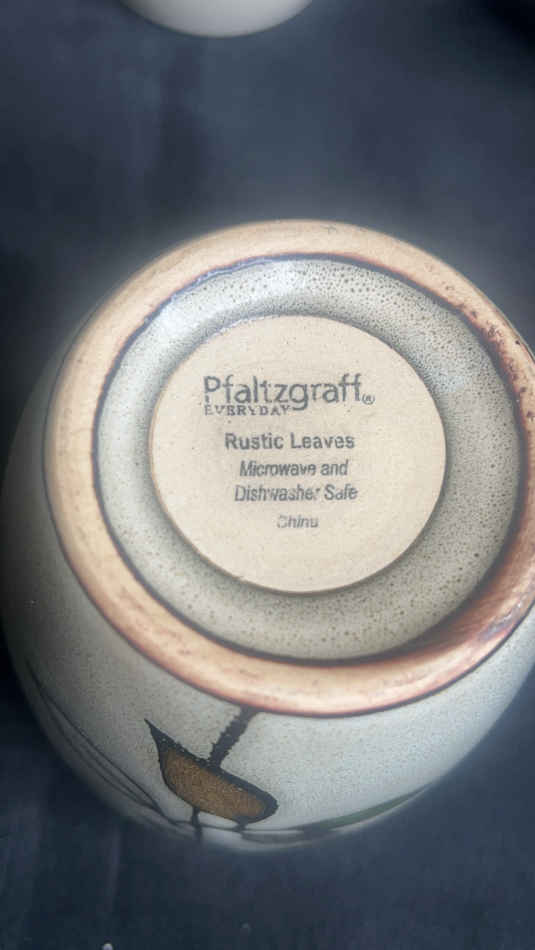 Pfaltzgraff®
EVERYDAY
Rustic Leaves
Microwave and
Dishwasher Safe
China